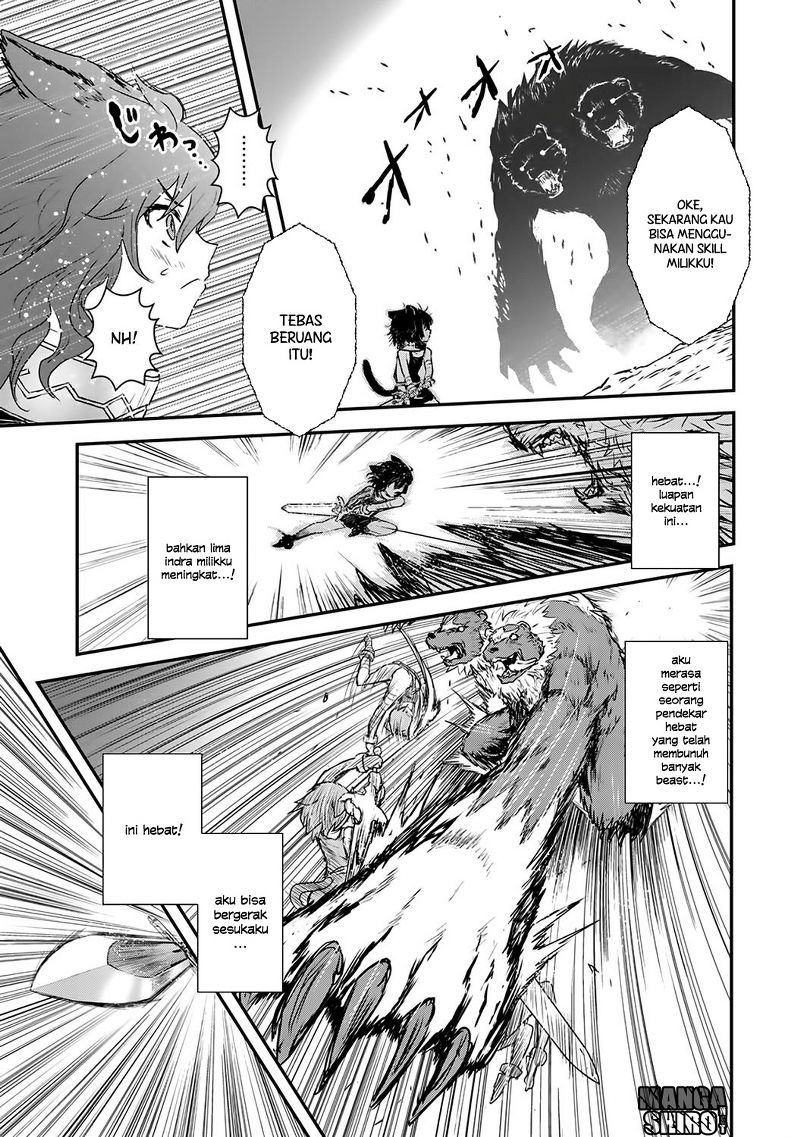 OKE,
SEKARANG KAU
BISA MENGGU-
NAKAN SKILL
MILIKKU!
TEBAS
BERUANG
ITU!
………
じわっ…
NH!
hebat...!
luapan
kekuatan
ini...
bahkan lima
indra milikku
meningkat...!
aku
merasa
seperti
seorang
pendekar
hebat
yang telah
membunuh
banyak
beast...!
ini hebat!
aku bisa
bergerak
sesukaku
...
MANGA
SHIRO!